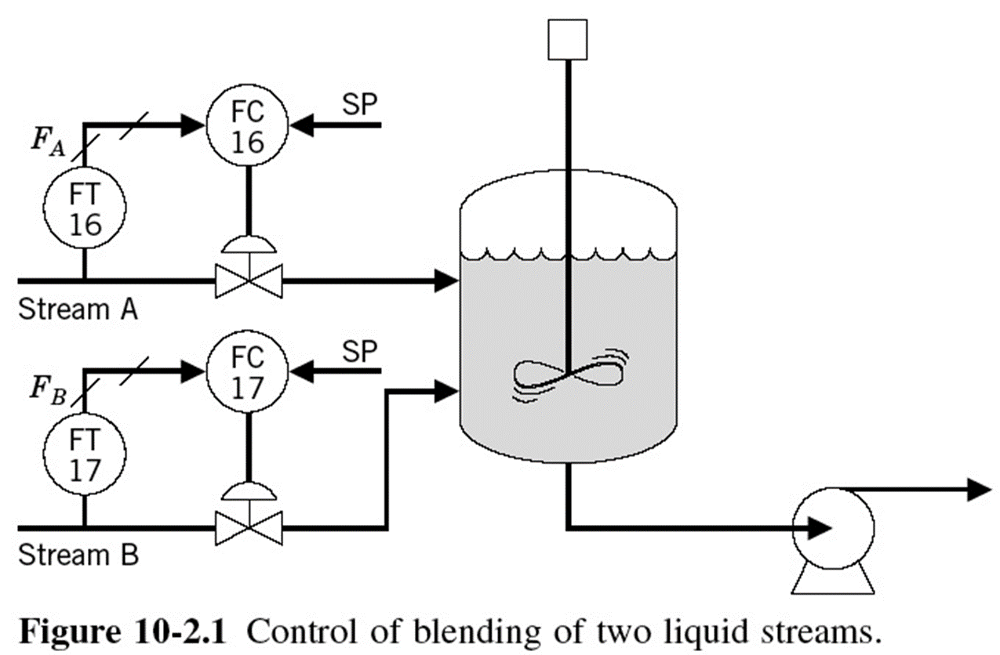 FC
16
SP
F_A
FT
16
Stream A
FC
17
SP
F_B
FT
17
Stream B
Figure 10-2.1 Control of blending of two liquid streams.